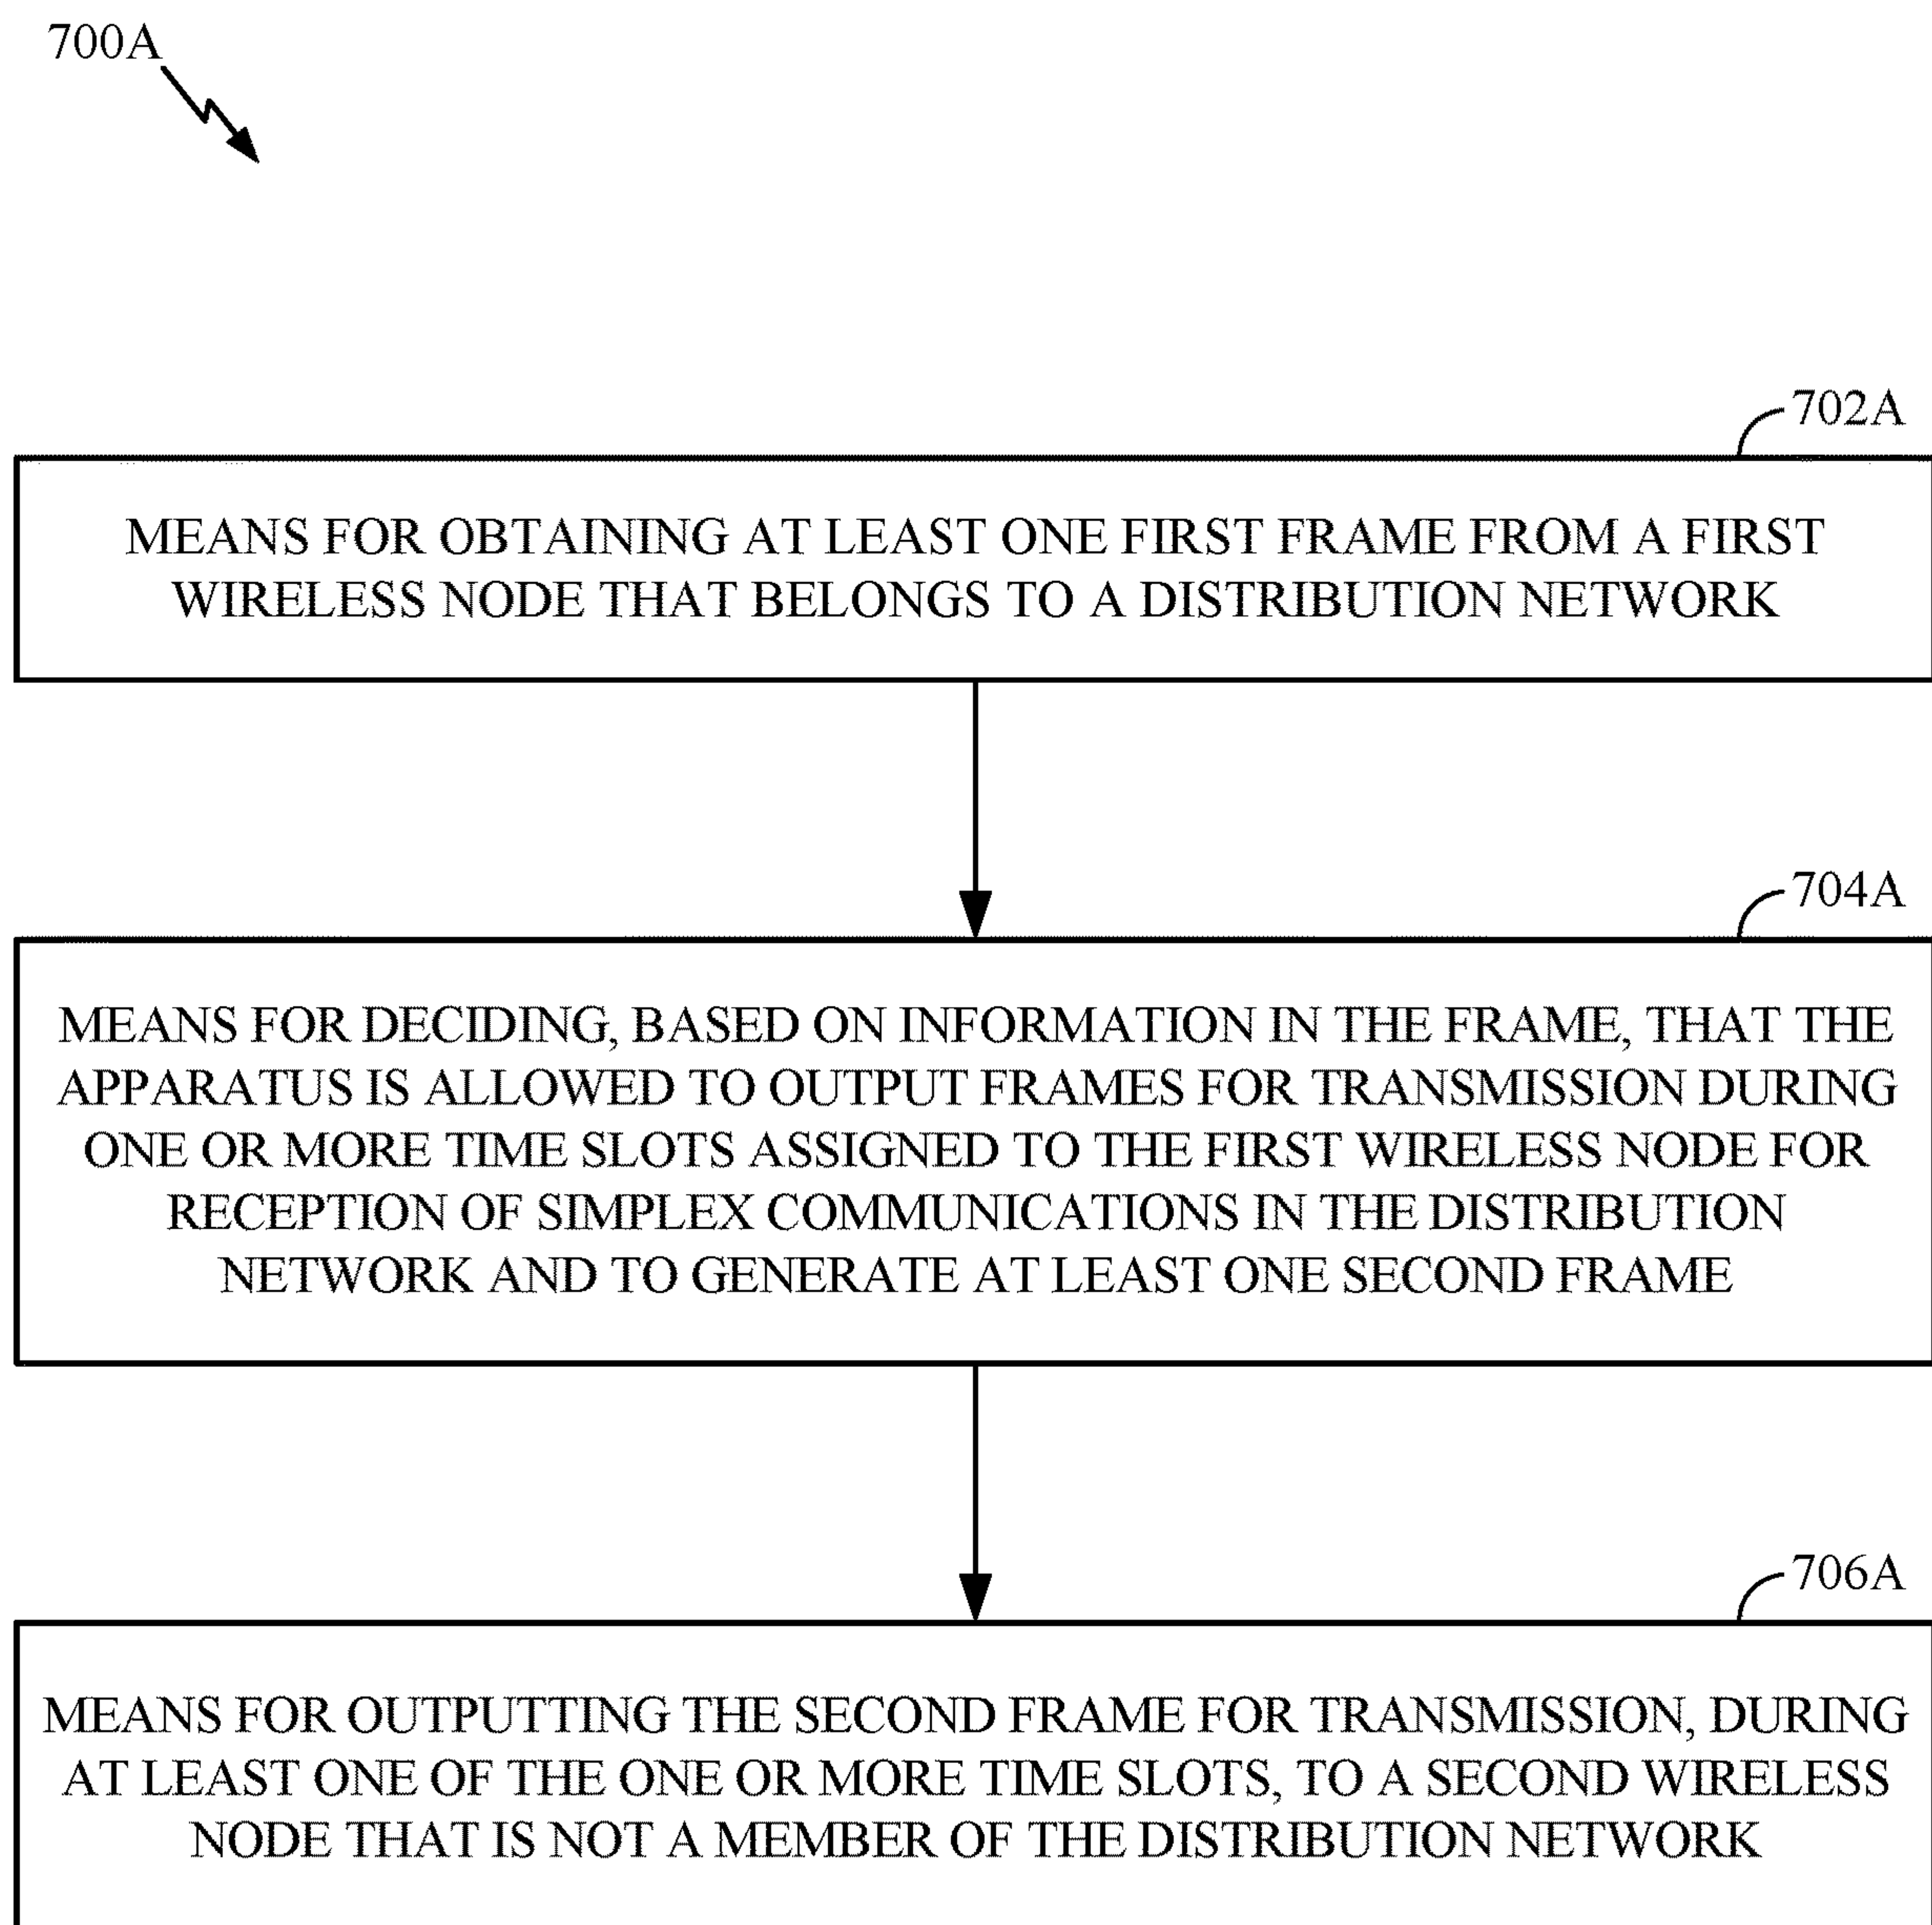 700A
702A
MEANS FOR OBTAINING AT LEAST ONE FIRST FRAME FROM A FIRST
WIRELESS NODE THAT BELONGS TO A DISTRIBUTION NETWORK
704A
MEANS FOR DECIDING, BASED ON INFORMATION IN THE FRAME, THAT THE
APPARATUS IS ALLOWED TO OUTPUT FRAMES FOR TRANSMISSION DURING
ONE OR MORE TIME SLOTS ASSIGNED TO THE FIRST WIRELESS NODE FOR
RECEPTION OF SIMPLEX COMMUNICATIONS IN THE DISTRIBUTION
NETWORK AND TO GENERATE AT LEAST ONE SECOND FRAME
706A
MEANS FOR OUTPUTTING THE SECOND FRAME FOR TRANSMISSION, DURING
AT LEAST ONE OF THE ONE OR MORE TIME SLOTS, TO A SECOND WIRELESS
NODE THAT IS NOT A MEMBER OF THE DISTRIBUTION NETWORK